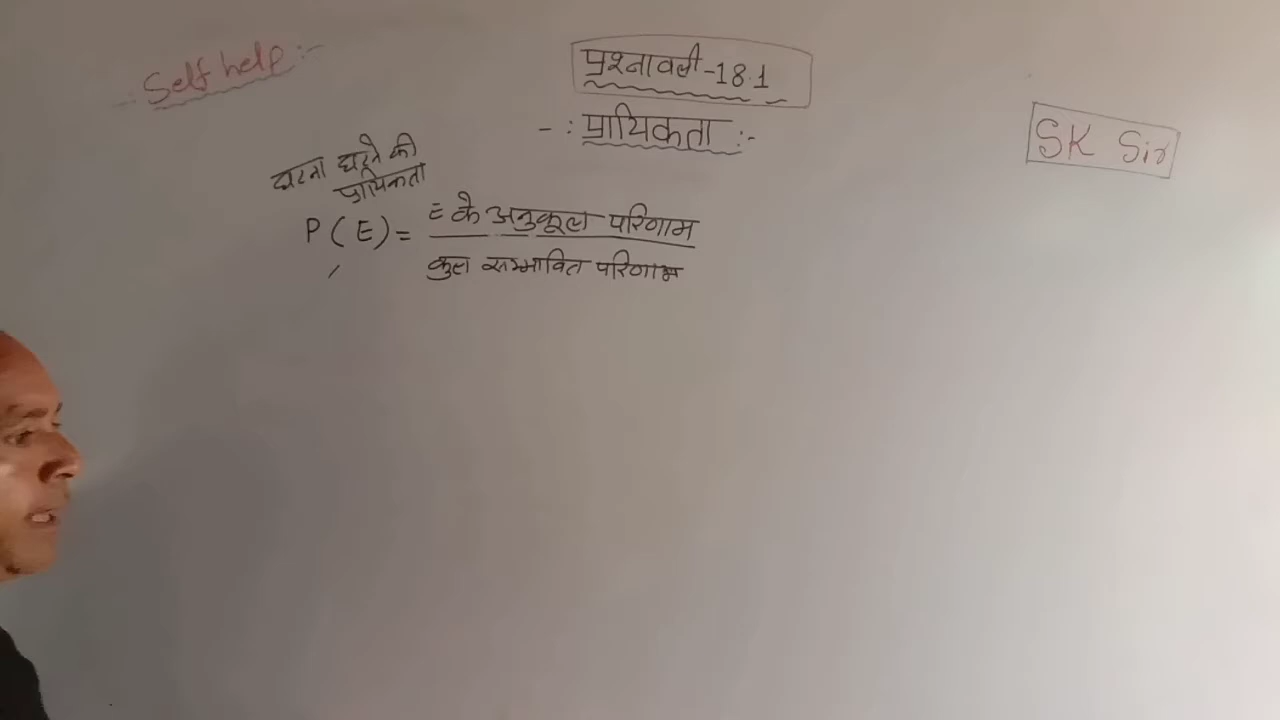 Self help :-
प्रश्नावली-18.1
-: प्रायिकता :-
SK Sir
घटना घटने की
प्रायिकता
P(E) = E के अनुकूल परिणाम
कुल सम्भावित परिणाम